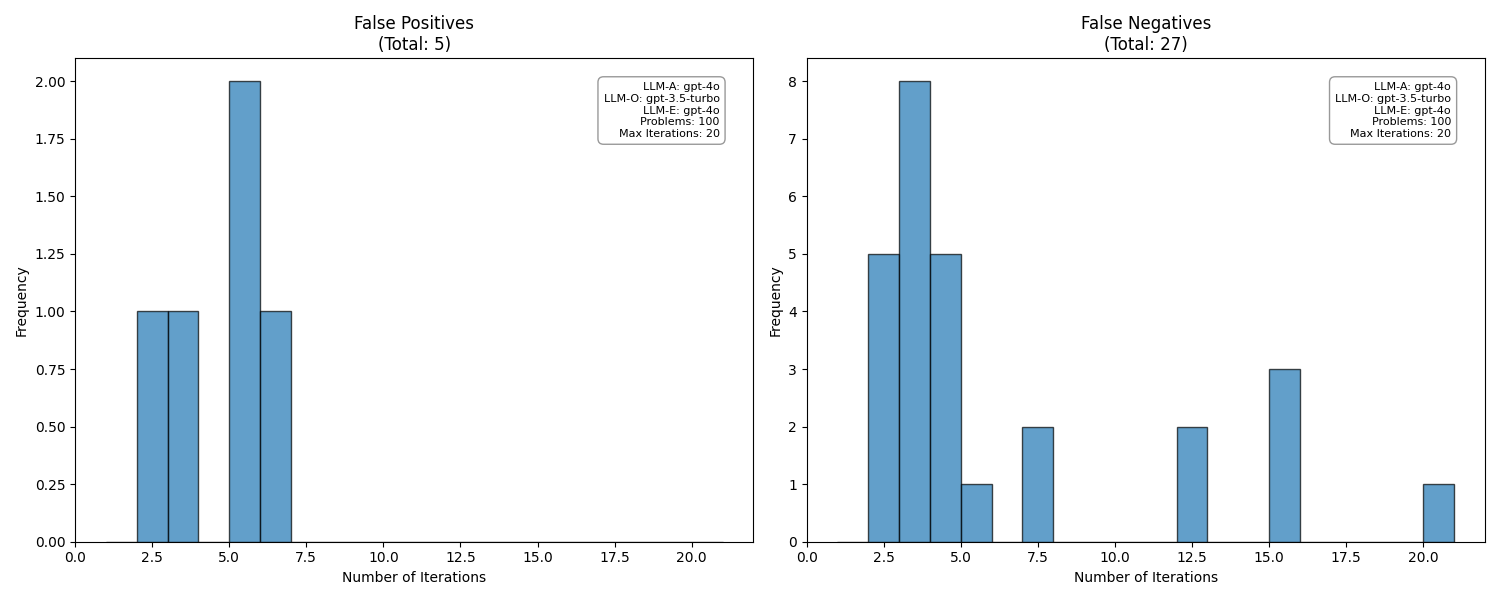 False Positives
(Total: 5)
2.00
1.75
1.50
1.25
1.00
0.75
0.50
0.25
0.00
Frequency
LLM-A: gpt-4o
LLM-O: gpt-3.5-turbo
LLM-E: gpt-4o
Problems: 100
Max Iterations: 20
0.0 2.5 5.0 7.5 10.0 12.5 15.0 17.5 20.0
Number of Iterations
False Negatives
(Total: 27)
8
7
6
5
4
3
2
1
0
Frequency
LLM-A: gpt-4o
LLM-O: gpt-3.5-turbo
LLM-E: gpt-4o
Problems: 100
Max Iterations: 20
0.0 2.5 5.0 7.5 10.0 12.5 15.0 17.5 20.0
Number of Iterations